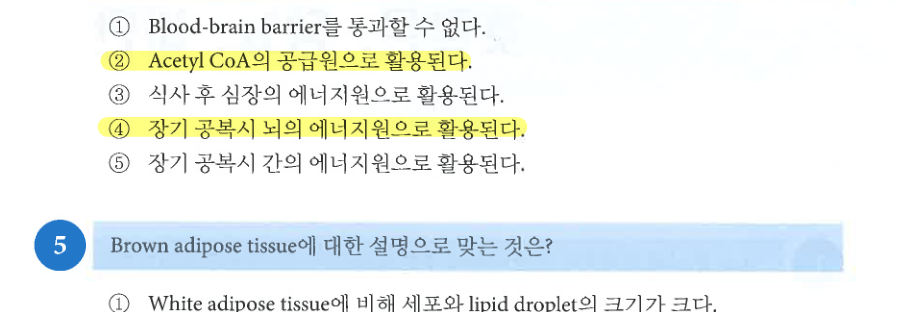 ① Blood-brain barrier를 통과할 수 없다.
② Acetyl CoA의 공급원으로 활용된다.
③ 식사 후 심장의 에너지원으로 활용된다.
④ 장기 공복시 뇌의 에너지원으로 활용된다.
⑤ 장기 공복시 간의 에너지원으로 활용된다.
5 Brown adipose tissue에 대한 설명으로 맞는 것은?
① White adipose tissue에 비해 세포와 lipid droplet의 크기가 크다.